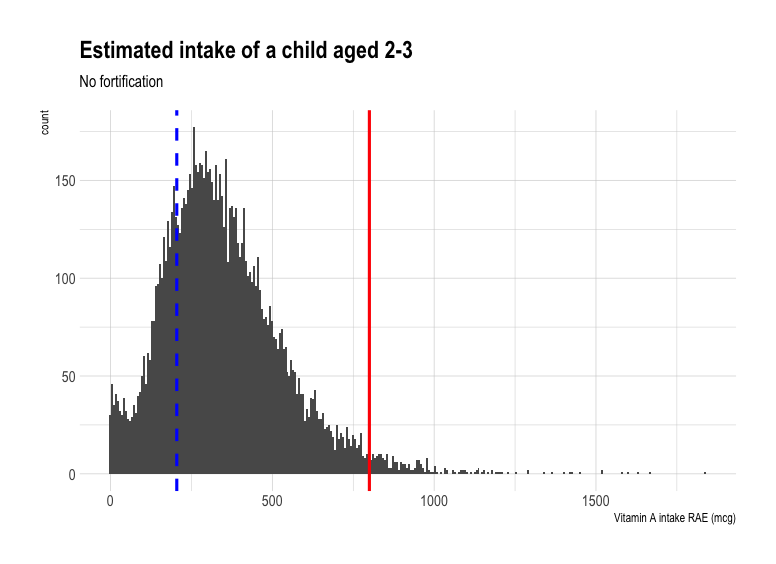 Estimated intake of a child aged 2-3
No fortification
count
150
100
50
0
0 500 1000 1500
Vitamin A intake RAE (mcg)